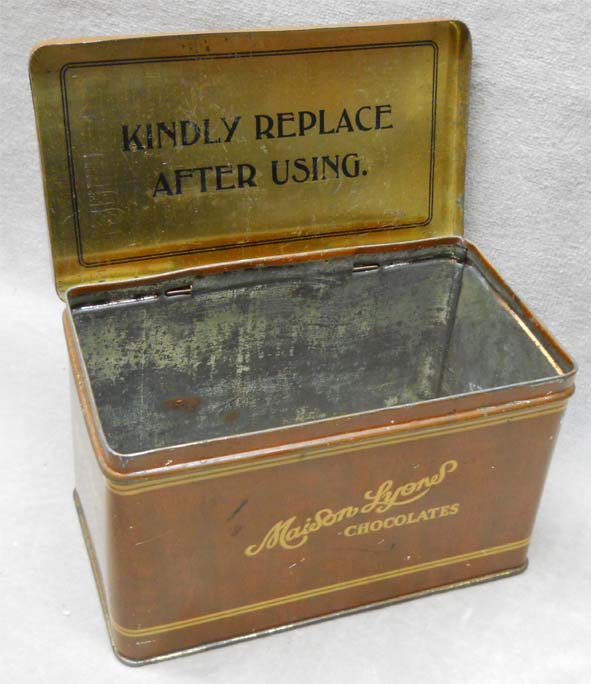 KINDLY REPLACE
AFTER USING.
Maison Lyons
CHOCOLATES